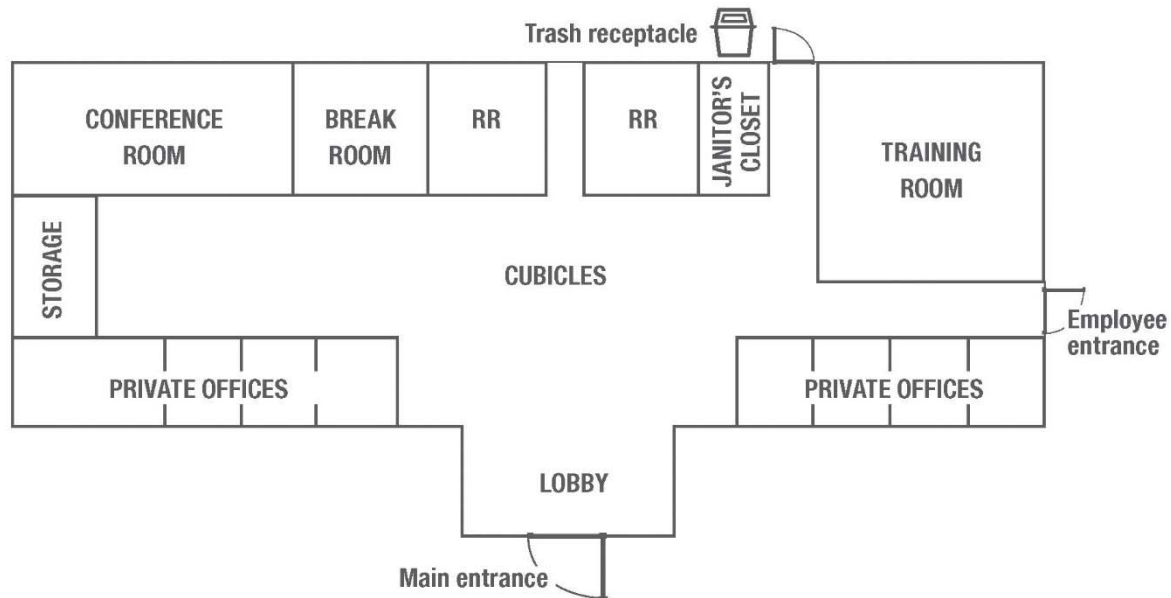 Trash receptacle
CONFERENCE
ROOM
BREAK
ROOM
RR
RR
JANITOR'S
CLOSET
TRAINING
ROOM
STORAGE
CUBICLES
Employee
entrance
PRIVATE OFFICES
PRIVATE OFFICES
LOBBY
Main entrance